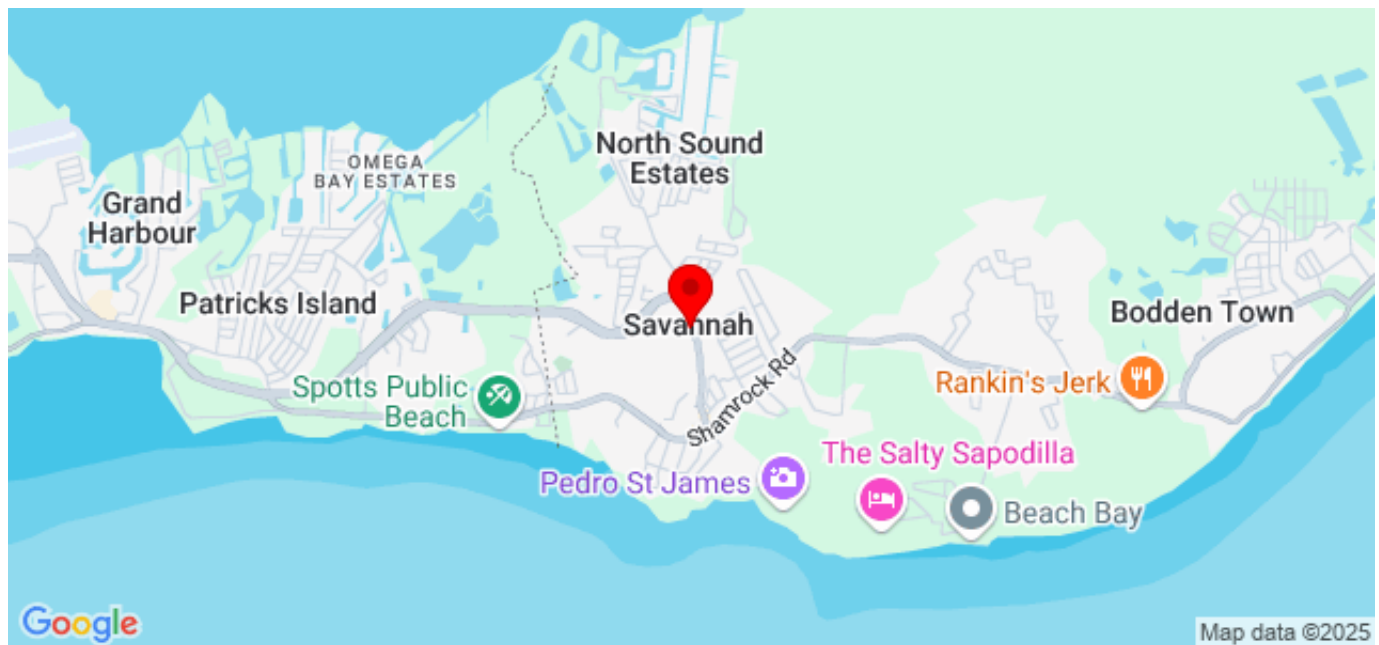 North Sound
Estates
OMEGA
BAY ESTATES
Grand
Harbour
Patricks Island
Savannah
Bodden Town
Shamrock Rd
Spotts Public
Beach
Rankin's Jerk
The Salty Sapodilla
Pedro St James
Beach Bay
Google
Map data ©2025